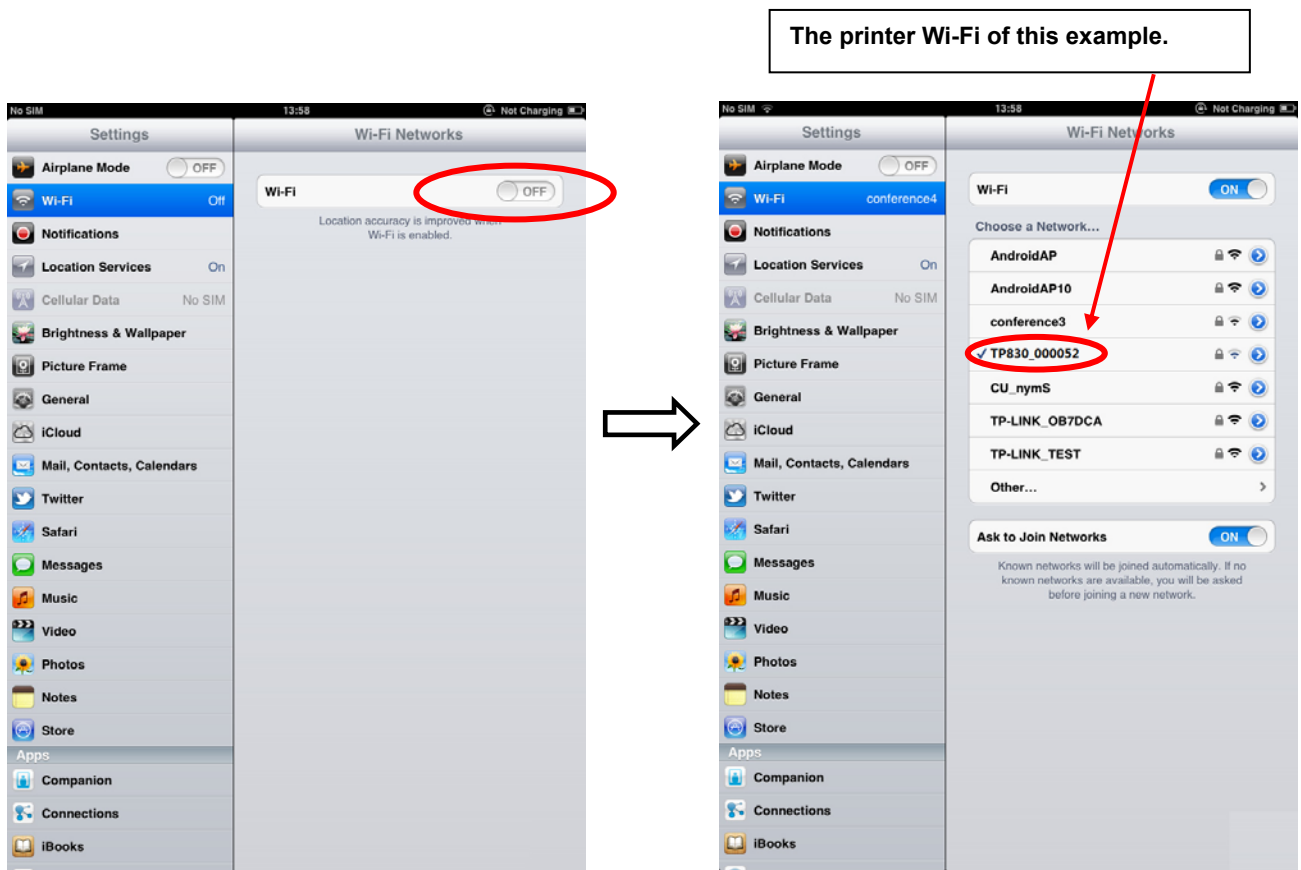 The printer Wi-Fi of this example.
No SIM 13:58 Not Charging
Settings Wi-Fi Networks
Airplane Mode OFF
Wi-Fi Off
Notifications
Location Services On
Cellular Data No SIM
Brightness & Wallpaper
Picture Frame
General
iCloud
Mail, Contacts, Calendars
Twitter
Safari
Messages
Music
Video
Photos
Notes
Store
Apps
Companion
Connections
iBooks
Wi-Fi OFF
Location accuracy is improved when
Wi-Fi is enabled.
No SIM 13:58 Not Charging
Settings Wi-Fi Networks
Airplane Mode OFF
Wi-Fi conference4
Notifications
Location Services On
Cellular Data No SIM
Brightness & Wallpaper
Picture Frame
General
iCloud
Mail, Contacts, Calendars
Twitter
Safari
Messages
Music
Video
Photos
Notes
Store
Apps
Companion
Connections
iBooks
Wi-Fi ON
Choose a Network...
AndroidAP
AndroidAP10
conference3
✓ TP830_000052
CU_nymS
TP-LINK_OB7DCA
TP-LINK_TEST
Other...
Ask to Join Networks ON
Known networks will be joined automatically. If no
known networks are available, you will be asked
before joining a new network.